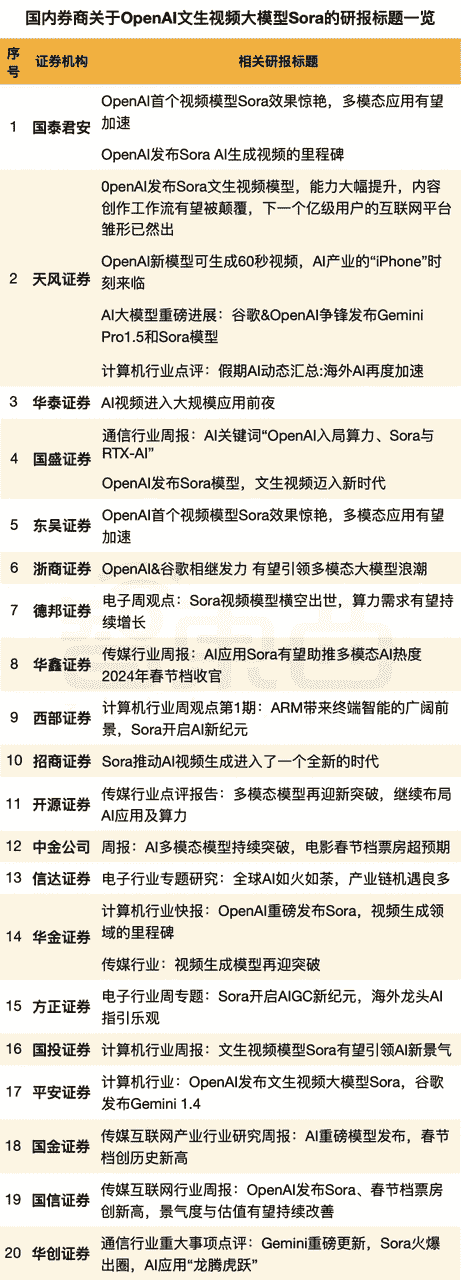 国内券商关于OpenAI文生视频大模型Sora的研报标题一览
序号 证券机构 相关研报标题
1 国泰君安 OpenAI首个视频模型Sora效果惊艳，多模态应用有望
加速
OpenAI发布Sora AI生成视频的里程碑
2 天风证券 0penAI发布Sora文生视频模型，能力大幅提升，内容
创作工作流有望被颠覆，下一个亿级用户的互联网平台
雏形已然出
OpenAI新模型可生成60秒视频，AI产业的“iPhone”时
刻来临
AI大模型重磅进展：谷歌&OpenAI争锋发布Gemini
Pro1.5和Sora模型
计算机行业点评：假期AI动态汇总:海外AI再度加速
3 华泰证券 AI视频进入大规模应用前夜
4 国盛证券 通信行业周报：AI关键词“OpenAI入局算力、Sora与
RTX-AI”
OpenAI发布Sora模型，文生视频迈入新时代
5 东吴证券 OpenAI首个视频模型Sora效果惊艳，多模态应用有望
加速
6 浙商证券 OpenAI&谷歌相继发力 有望引领多模态大模型浪潮
7 德邦证券 电子周观点：Sora视频模型横空出世，算力需求有望持
续增长
8 华鑫证券 传媒行业周报：AI应用Sora有望助推多模态AI热度
2024年春节档收官
9 西部证券 计算机行业周观点第1期：ARM带来终端智能的广阔前
景，Sora开启AI新纪元
10 招商证券 Sora推动AI视频生成进入了一个全新的时代
11 开源证券 传媒行业点评报告：多模态模型再迎新突破，继续布局
AI应用及算力
12 中金公司 周报：AI多模态模型持续突破，电影春节档票房超预期
13 信达证券 电子行业专题研究：全球AI如火如荼，产业链机遇良多
14 华金证券 计算机行业快报：OpenAI重磅发布Sora，视频生成领
域的里程碑
传媒行业：视频生成模型再迎突破
15 方正证券 电子行业周专题：Sora开启AIGC新纪元，海外龙头AI
指引乐观
16 国投证券 计算机行业周报：文生视频模型Sora有望引领AI新景气
17 平安证券 计算机行业：OpenAI发布文生视频大模型Sora，谷歌
发布Gemini 1.4
18 国金证券 传媒互联网产业行业研究周报：AI重磅模型发布，春节
档创历史新高
19 国信证券 传媒互联网行业周报：OpenAI发布Sora、春节档票房
创新高，景气度与估值有望持续改善
20 华创证券 通信行业重大事项点评：Gemini重磅更新，Sora火爆
出圈，AI应用“龙腾虎跃”